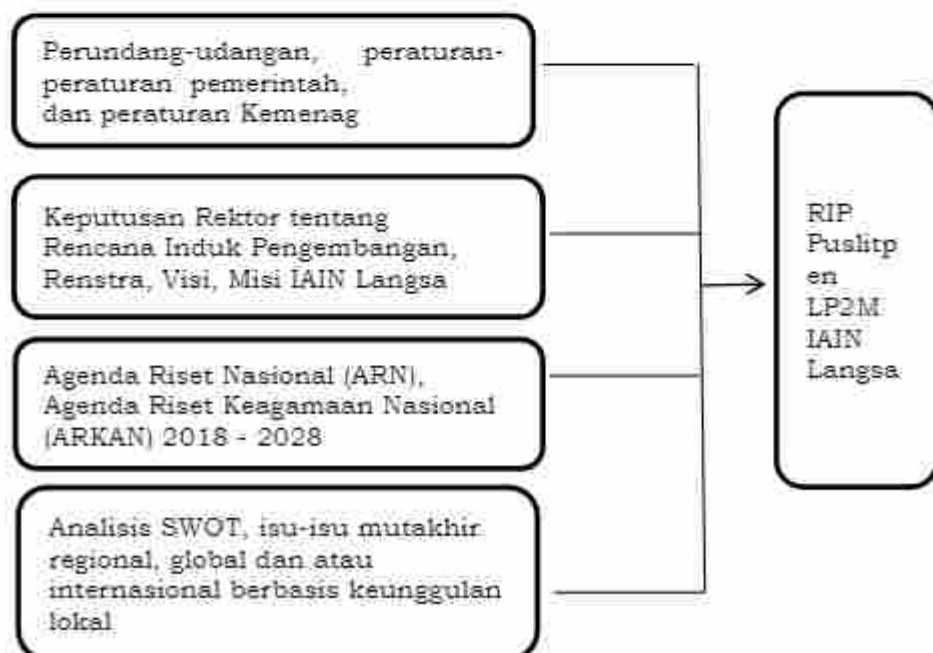 Perundang-udangan, peraturan-
peraturan pemerintah,
dan peraturan Kemenag
Keputusan Rektor tentang
Rencana Induk Pengembangan,
Renstra, Visi, Misi IAIN Langsa
Agenda Riset Nasional (ARN),
Agenda Riset Keagamaan Nasional
(ARKAN) 2018 - 2028
Analisis SWOT, isu-isu mutakhir
regional, global dan atau
internasional berbasis keunggulan
lokal
RIP
Puslitp
en
LP2M
IAIN
Langsa